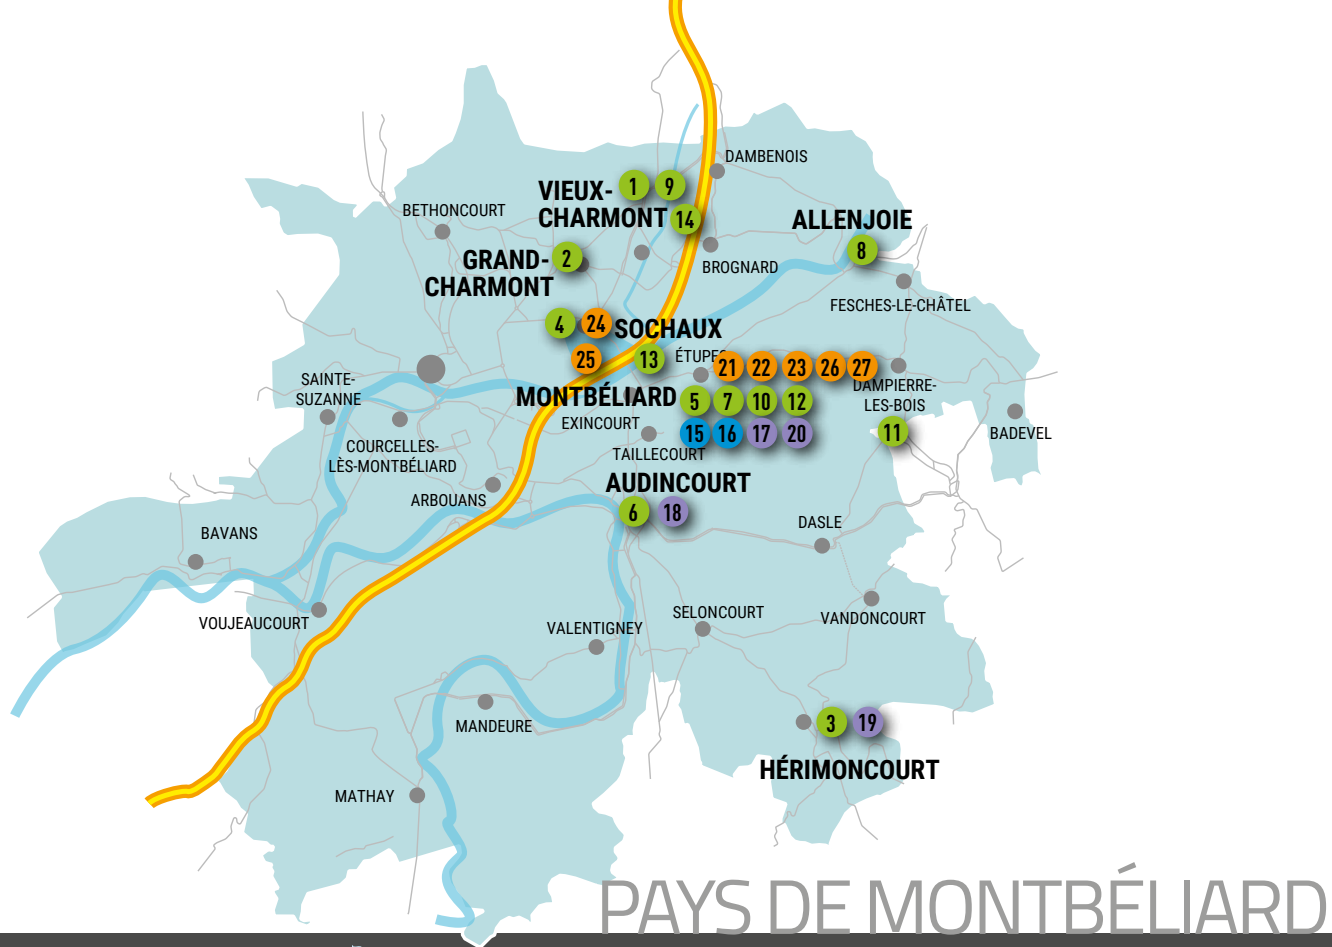 DAMBENOIS
VIEUX-
CHARMONT
1
9
14
BETHONCOURT
ALLENJOIE
8
GRAND-
CHARMONT
2
BROGNARD
FESCHES-LE-CHÂTEL
4
24
SOCHAUX
25
13
ÉTUPES
21
22
23
26
27
SAINTE-
SUZANNE
DAMPIERRE-
LES-BOIS
11
MONTBÉLIARD
5
7
10
12
15
16
17
20
EXINCOURT
TAILLECOURT
BADEVEL
COURCELLES-
LÈS-MONTBÉLIARD
ARBOUANS
AUDINCOURT
6
18
BAVANS
DASLE
VOUJEAUCOURT
VALENTIGNEY
SELONCOURT
VANDONCOURT
MANDEURE
3
19
HÉRIMONCOURT
MATHAY
PAYS DE MONTBÉLIARD